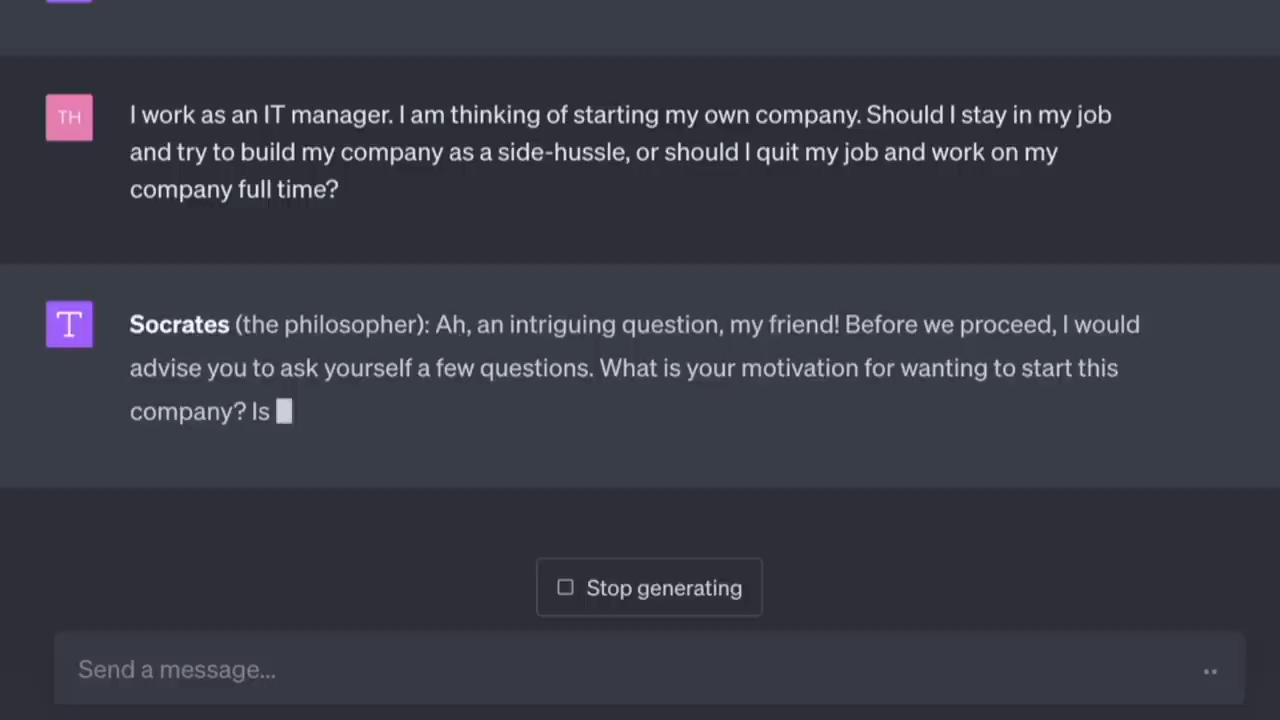 TH
I work as an IT manager. I am thinking of starting my own company. Should I stay in my job
and try to build my company as a side-hussle, or should I quit my job and work on my
company full time?
T
Socrates (the philosopher): Ah, an intriguing question, my friend! Before we proceed, I would
advise you to ask yourself a few questions. What is your motivation for wanting to start this
company? Is
Stop generating
Send a message...